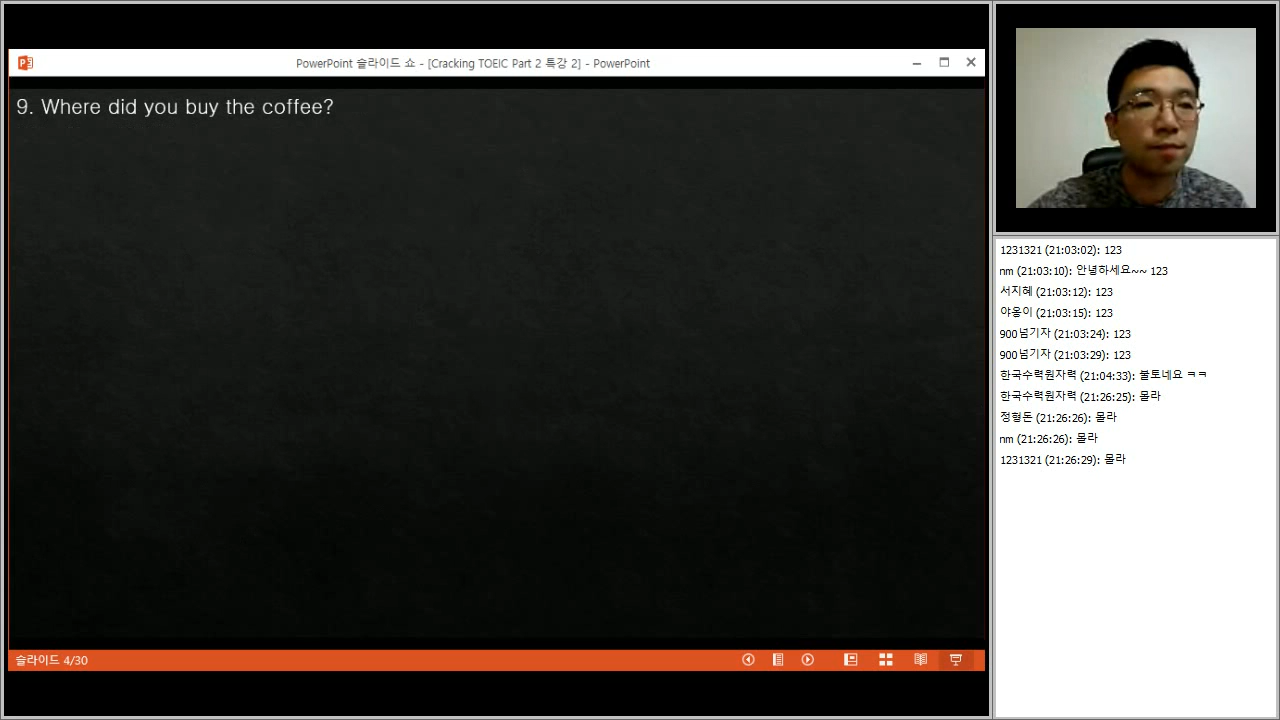 PowerPoint 슬라이드 쇼 - [Cracking TOEIC Part 2 특강 2] - PowerPoint
9. Where did you buy the coffee?
슬라이드 4/30
1231321 (21:03:02): 123
nm (21:03:10): 안녕하세요~~ 123
서지혜 (21:03:12): 123
야옹이 (21:03:15): 123
900넘기자 (21:03:24): 123
900넘기자 (21:03:29): 123
한국수력원자력 (21:04:33): 불토네요 ㅋㅋ
한국수력원자력 (21:26:25): 몰라
정형돈 (21:26:26): 몰라
nm (21:26:26): 몰라
1231321 (21:26:29): 몰라